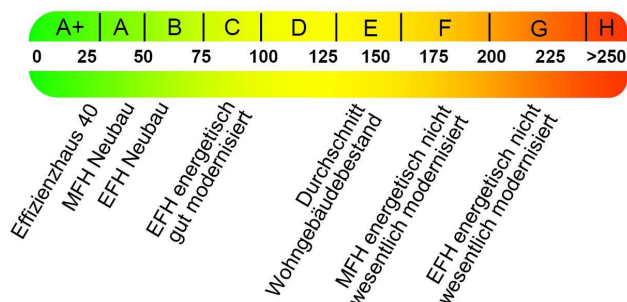 A+ A B C D E F G H
0 25 50 75 100 125 150 175 200 225 >250
Effizienzhaus 40
MFH Neubau
EFH Neubau
EFH energetisch
gut modernisiert
Durchschnitt
Wohngebäudebestand
MFH energetisch nicht
wesentlich modernisiert
EFH energetisch nicht
wesentlich modernisiert